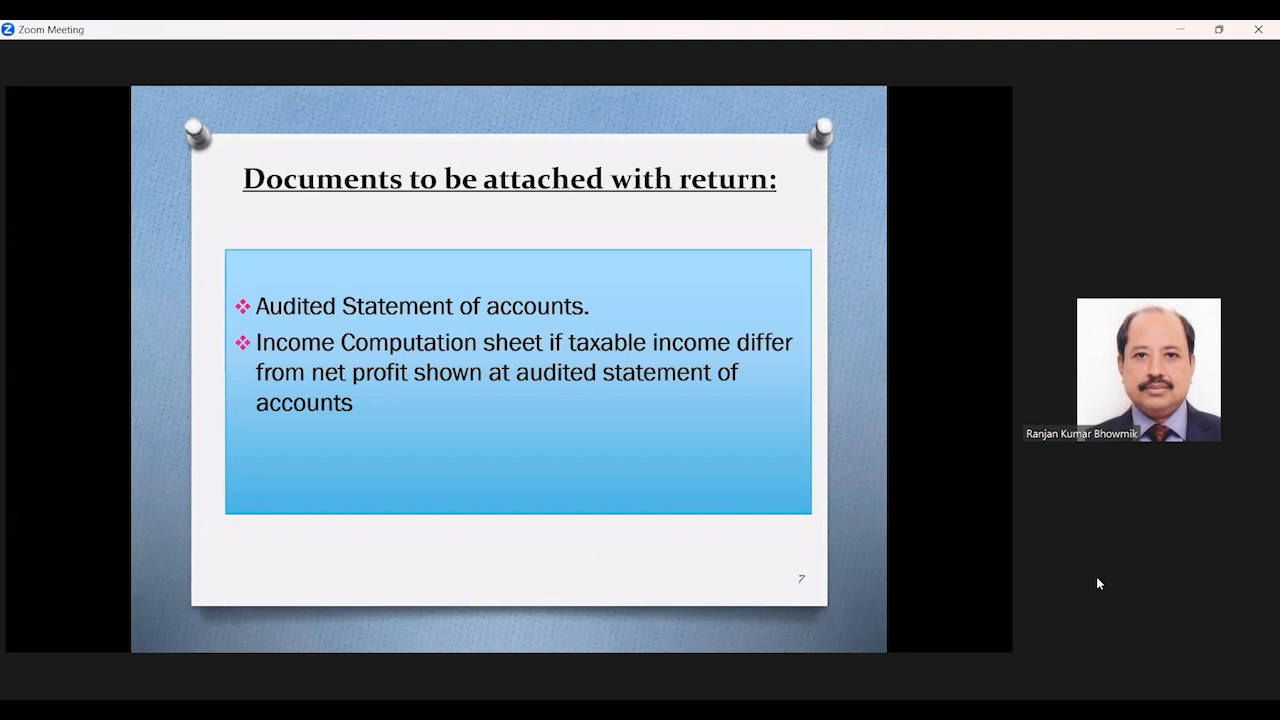 Zoom Meeting
Documents to be attached with return:
Audited Statement of accounts.
Income Computation sheet if taxable income differ
from net profit shown at audited statement of
accounts
Ranjan Kumar Bhowmik
7